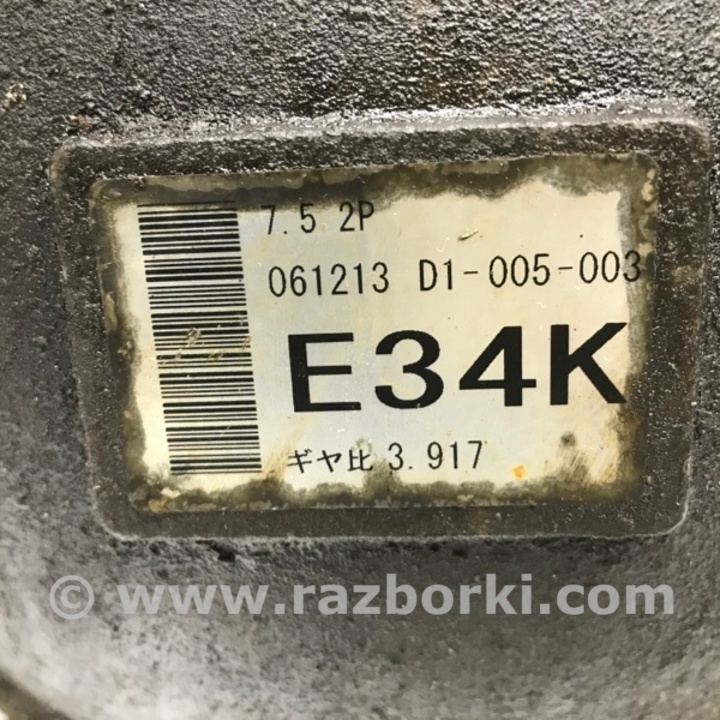 7.5 2P
061213 D1-005-003
E34K
ギヤ比 3.917
© www.razborki.com